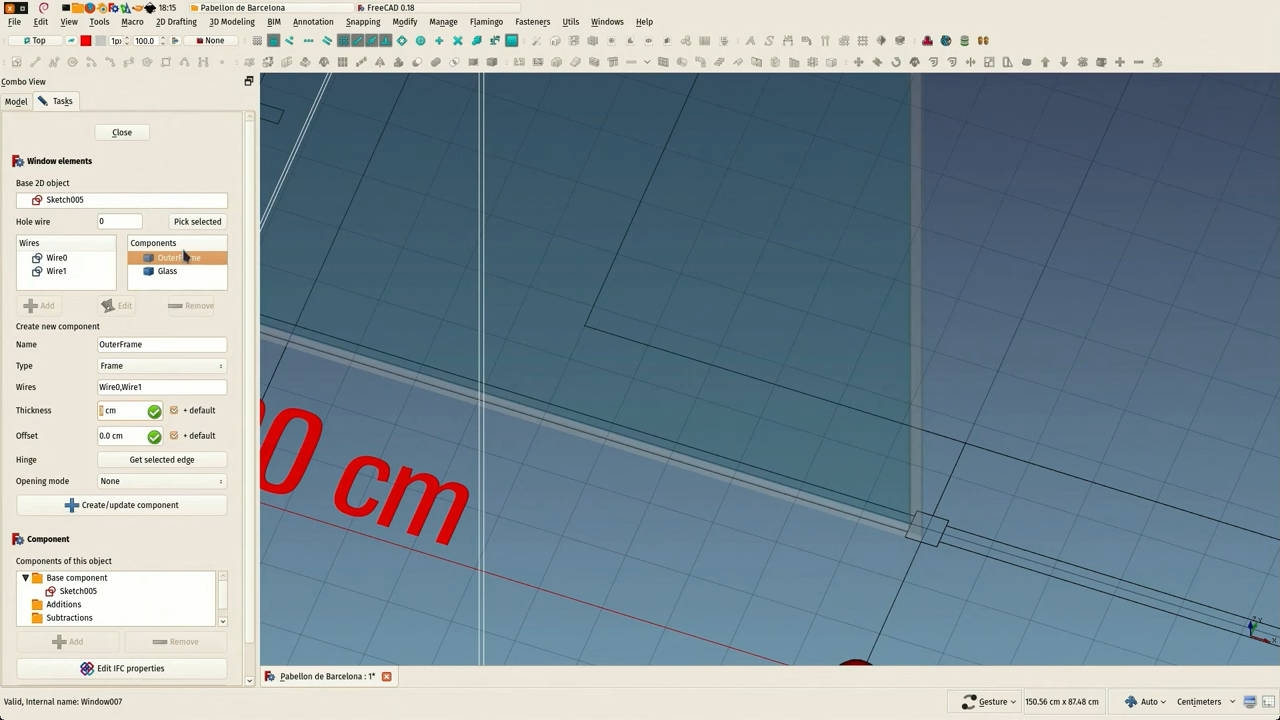 18:15 Pabellon de Barcelona FreeCAD 0.18
File Edit View Tools Macro 2D Drafting 3D Modeling BIM Annotation Snapping Modify Manage Flamingo Fasteners Utils Windows Help
Top 1px 100.0 None
Combo View
Model Tasks
Close
Window elements
Base 2D object
Sketch005
Hole wire 0 Pick selected
Wires Components
Wire0 OuterFrame
Wire1 Glass
Add Edit Remove
Create new component
Name OuterFrame
Type Frame
Wires Wire0,Wire1
Thickness cm + default
Offset 0.0 cm + default
Hinge Get selected edge
Opening mode None
Create/update component
Component
Components of this object
Base component
Sketch005
Additions
Subtractions
Add Remove
Edit IFC properties
0 cm
Z Y
X
Pabellon de Barcelona : 1*
Valid, Internal name: Window007 Gesture 150.56 cm x 87.48 cm Auto Centimeters